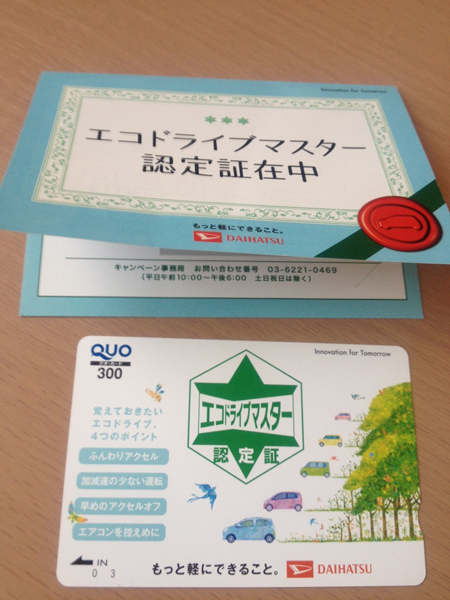 Innovation for Tomorrow
エコドライブマスター
認定証在中
もっと軽にできること。
DAIHATSU
キャンペーン事務局 お問い合わせ番号 03-6221-0469
(平日午前10:00～午後6:00 土日祝日は除く)
QUO
クオ・カード
300
Innovation for Tomorrow
エコドライブマスター
認定証
覚えておきたい
エコドライブ、
4つのポイント
ふんわりアクセル
加減速の少ない運転
早めのアクセルオフ
エアコンを控えめに
IN
0 3
もっと軽にできること。
DAIHATSU